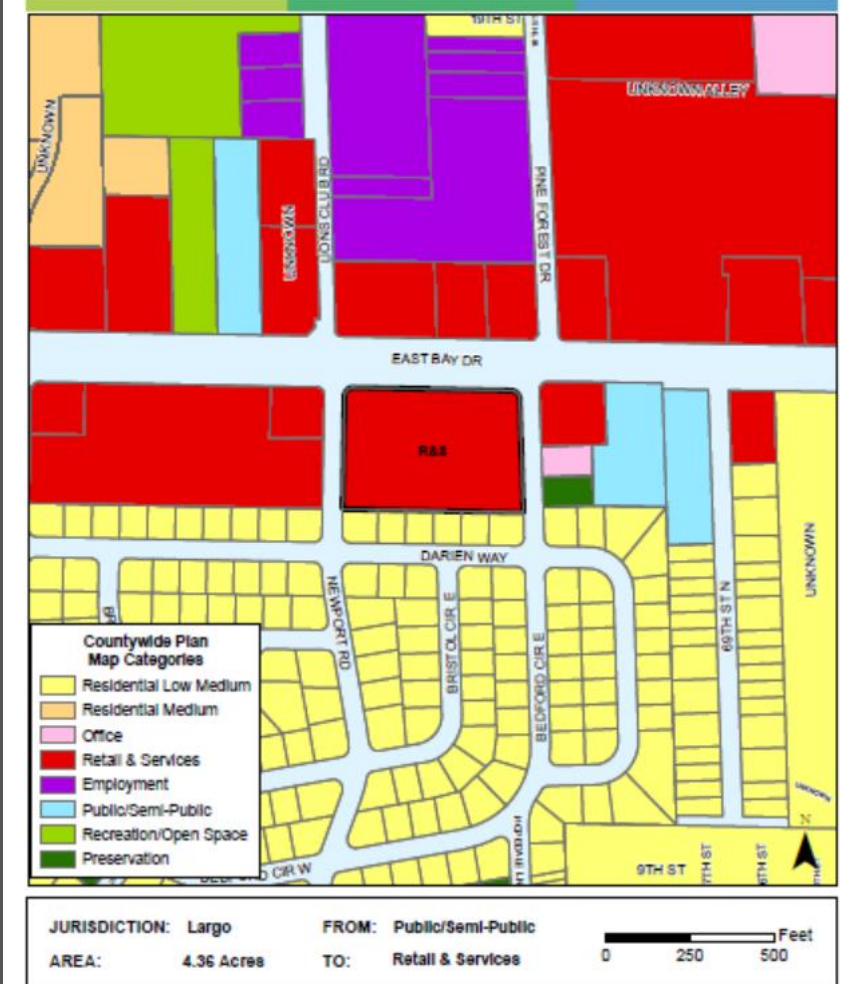 19TH ST
UNKNOWN ALLEY
UNKNOWN
LIONS CLUB RD
UNKNOWN
PINE FOREST DR
EAST BAY DR
R&S
DARIEN WAY
NEWPORT RD
BRISTOL CIR E
BEDFORD CIR E
69TH ST N
UNKNOWN
Countywide Plan
Map Categories
Residential Low Medium
Residential Medium
Office
Retail & Services
Employment
Public/Semi-Public
Recreation/Open Space
Preservation
UNKNOWN
N
9TH ST
7TH ST
BEDFORD CIR W
JURISDICTION: Largo
FROM: Public/Semi-Public
AREA: 4.36 Acres
TO: Retail & Services
Feet
0 250 500